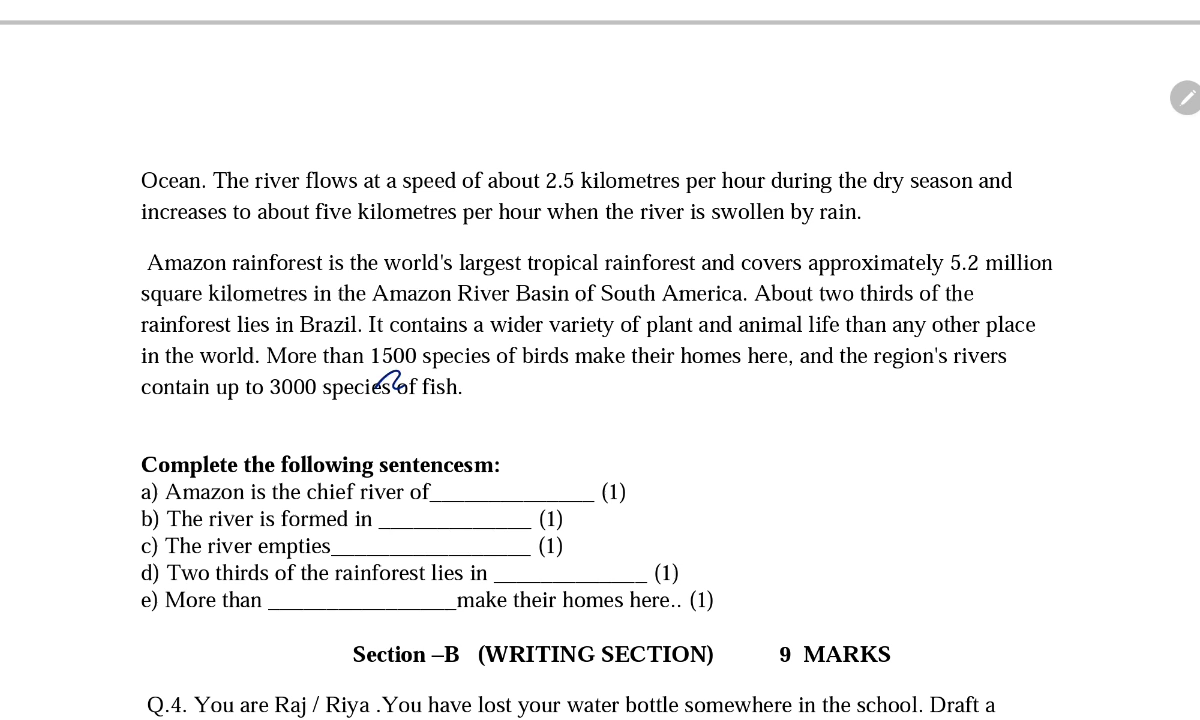 Ocean. The river flows at a speed of about 2.5 kilometres per hour during the dry season and
increases to about five kilometres per hour when the river is swollen by rain.
Amazon rainforest is the world's largest tropical rainforest and covers approximately 5.2 million
square kilometres in the Amazon River Basin of South America. About two thirds of the
rainforest lies in Brazil. It contains a wider variety of plant and animal life than any other place
in the world. More than 1500 species of birds make their homes here, and the region's rivers
contain up to 3000 species of fish.
Complete the following sentencesm:
a) Amazon is the chief river of______________ (1)
b) The river is formed in _____________ (1)
c) The river empties_________________ (1)
d) Two thirds of the rainforest lies in _____________ (1)
e) More than ________________make their homes here.. (1)
Section –B (WRITING SECTION) 9 MARKS
Q.4. You are Raj / Riya .You have lost your water bottle somewhere in the school. Draft a